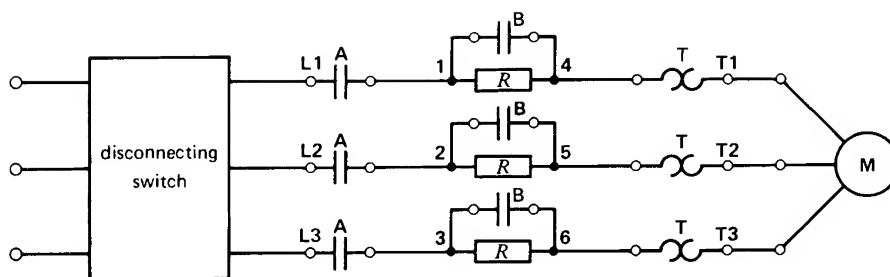 B
L1 A 1 R 4 T T1
B
disconnecting
switch
L2 A 2 R 5 T T2
M
B
L3 A 3 R 6 T T3